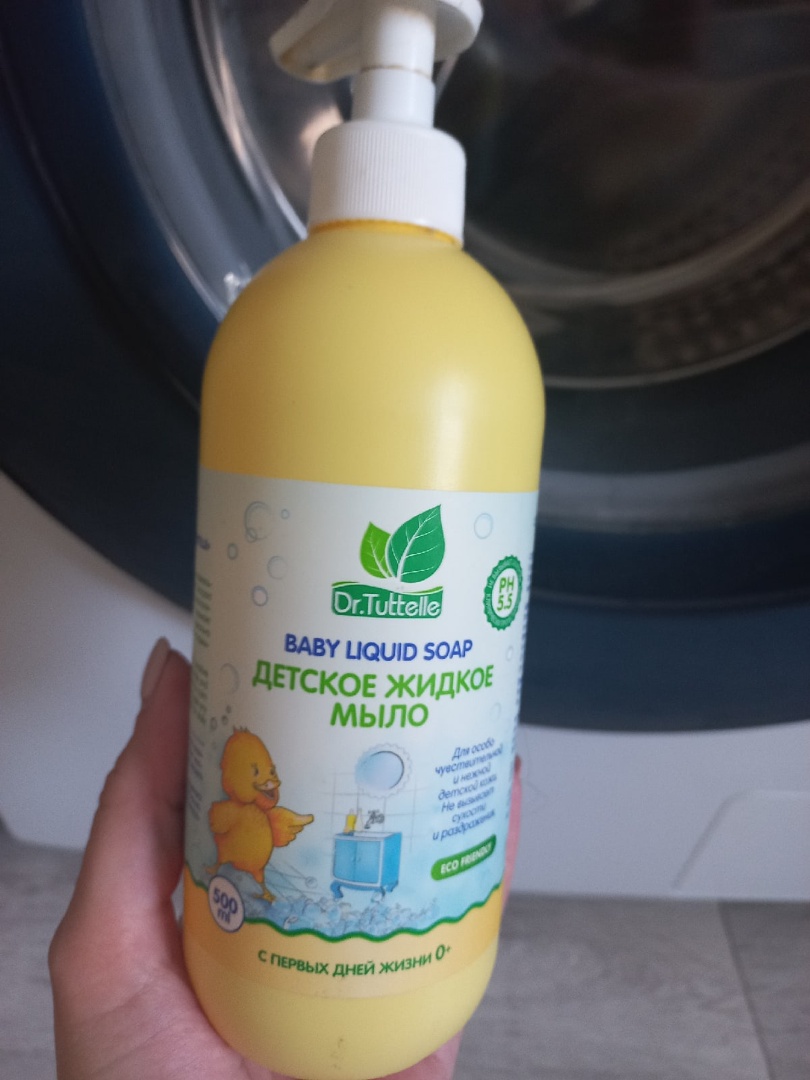 Dr.Tuttelle
PH
5.5
BABY LIQUID SOAP
ДЕТСКОЕ ЖИДКОЕ
МЫЛО
Для особо
чувствительной
и нежной
детской кожи.
Не вызывает
сухости
и раздражения.
ECO FRIENDLY
500
ml
С ПЕРВЫХ ДНЕЙ ЖИЗНИ 0+